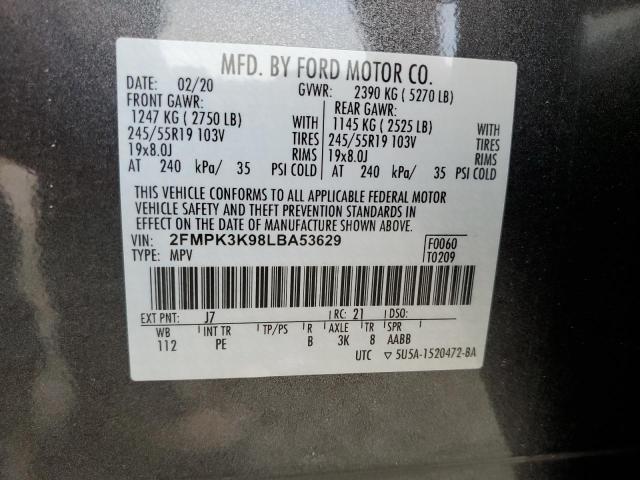 MFD. BY FORD MOTOR CO.
DATE: 02/20 GVWR: 2390 KG ( 5270 LB)
FRONT GAWR: REAR GAWR:
1247 KG ( 2750 LB) WITH 1145 KG ( 2525 LB) WITH
245/55R19 103V TIRES 245/55R19 103V TIRES
19x8.0J RIMS 19x8.0J RIMS
AT 240 kPa/ 35 PSI COLD AT 240 kPa/ 35 PSI COLD
THIS VEHICLE CONFORMS TO ALL APPLICABLE FEDERAL MOTOR
VEHICLE SAFETY AND THEFT PREVENTION STANDARDS IN
EFFECT ON THE DATE OF MANUFACTURE SHOWN ABOVE.
VIN: 2FMPK3K98LBA53629 F0060
TYPE: MPV T0209
EXT PNT: J7 RC: 21 DSO:
WB INT TR TP/PS R AXLE TR SPR
112 PE B 3K 8 AABB
UTC ▽ 5U5A-1520472-BA